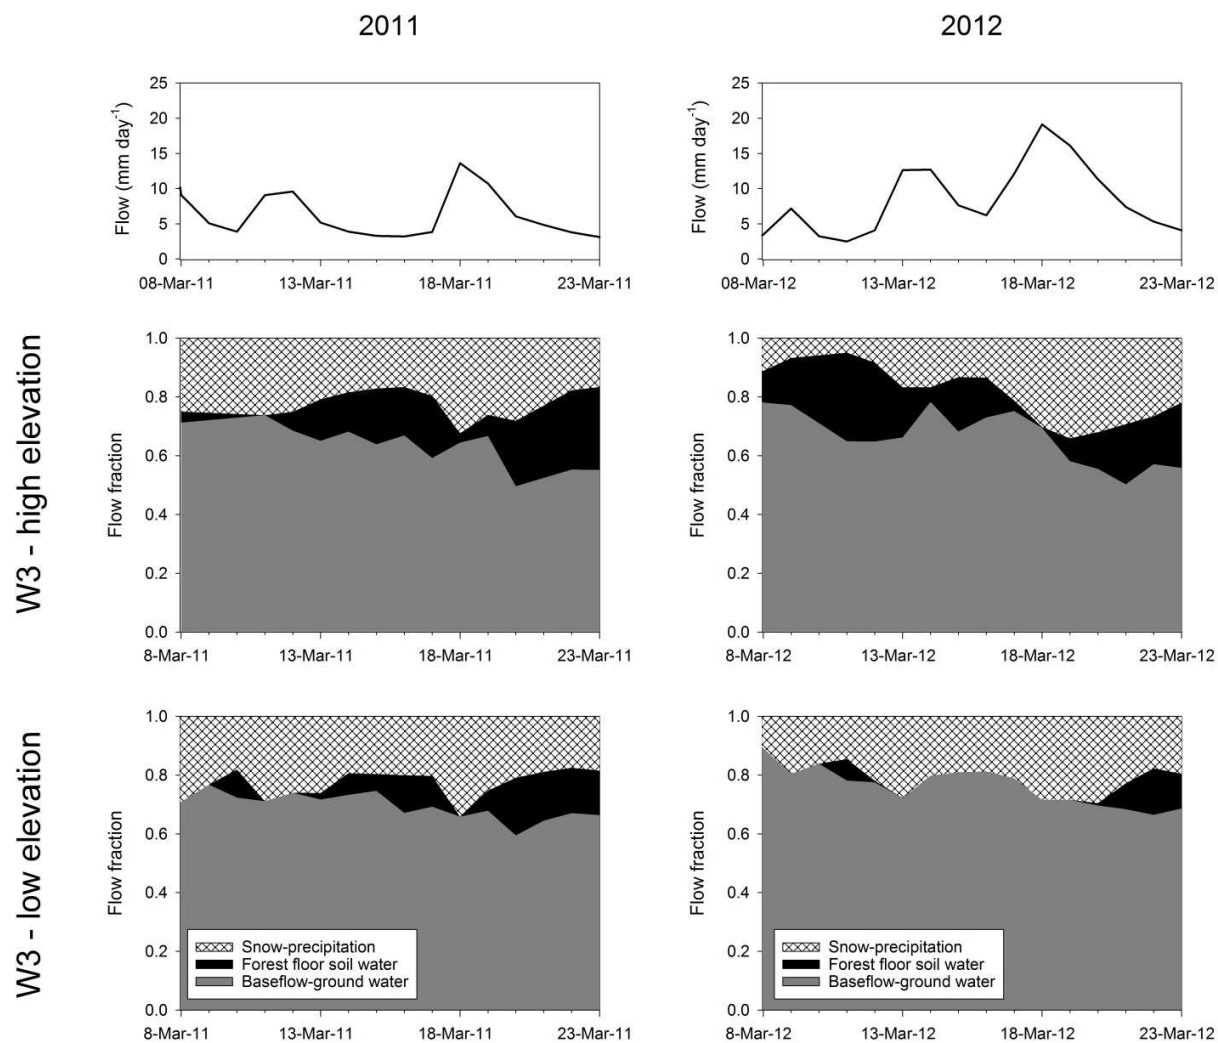 2011
2012
Flow (mm day-1)
25
20
15
10
5
0
08-Mar-11
13-Mar-11
18-Mar-11
23-Mar-11
Flow (mm day-1)
25
20
15
10
5
0
08-Mar-12
13-Mar-12
18-Mar-12
23-Mar-12
W3 - high elevation
Flow fraction
1.0
0.8
0.6
0.4
0.2
0.0
8-Mar-11
13-Mar-11
18-Mar-11
23-Mar-11
Flow fraction
1.0
0.8
0.6
0.4
0.2
0.0
8-Mar-12
13-Mar-12
18-Mar-12
23-Mar-12
W3 - low elevation
Flow fraction
1.0
0.8
0.6
0.4
0.2
0.0
Snow-precipitation
Forest floor soil water
Baseflow-ground water
8-Mar-11
13-Mar-11
18-Mar-11
23-Mar-11
Flow fraction
1.0
0.8
0.6
0.4
0.2
0.0
Snow-precipitation
Forest floor soil water
Baseflow-ground water
8-Mar-12
13-Mar-12
18-Mar-12
23-Mar-12